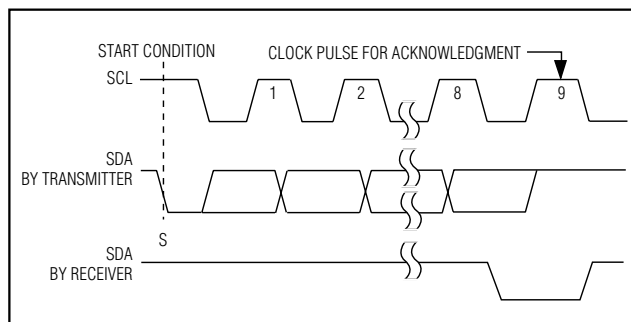 START CONDITION
CLOCK PULSE FOR ACKNOWLEDGMENT
SCL
1
2
8
9
SDA
BY TRANSMITTER
S
SDA
BY RECEIVER